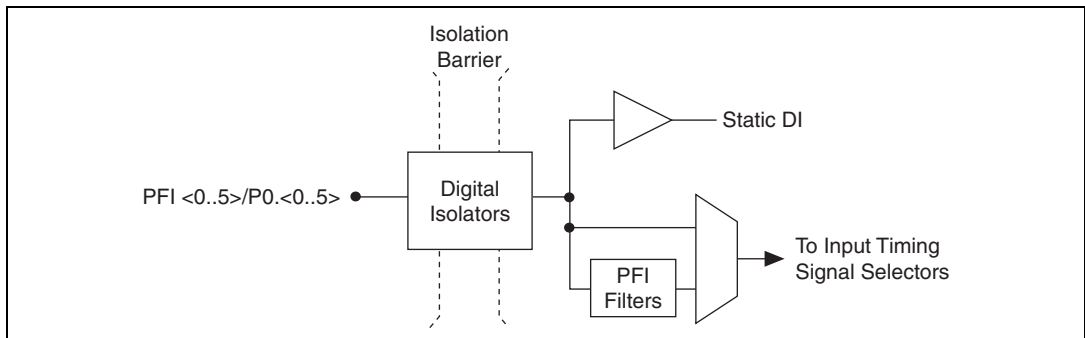 Isolation
Barrier
Static DI
PFI <0..5>/P0.<0..5>
Digital
Isolators
To Input Timing
Signal Selectors
PFI
Filters